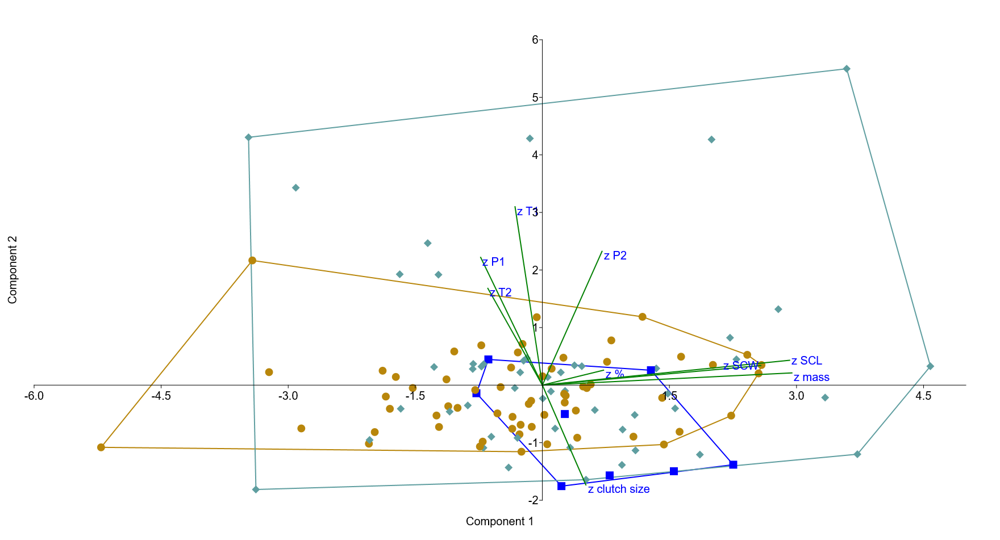 6
5
4
z T1
3
z P2
z P1
2
z T2
1
z SCL
z SCW
z %
z mass
-6.0
-4.5
-3.0
-1.5
1.5
3.0
4.5
-1
z clutch size
-2
Component 1
Component 2